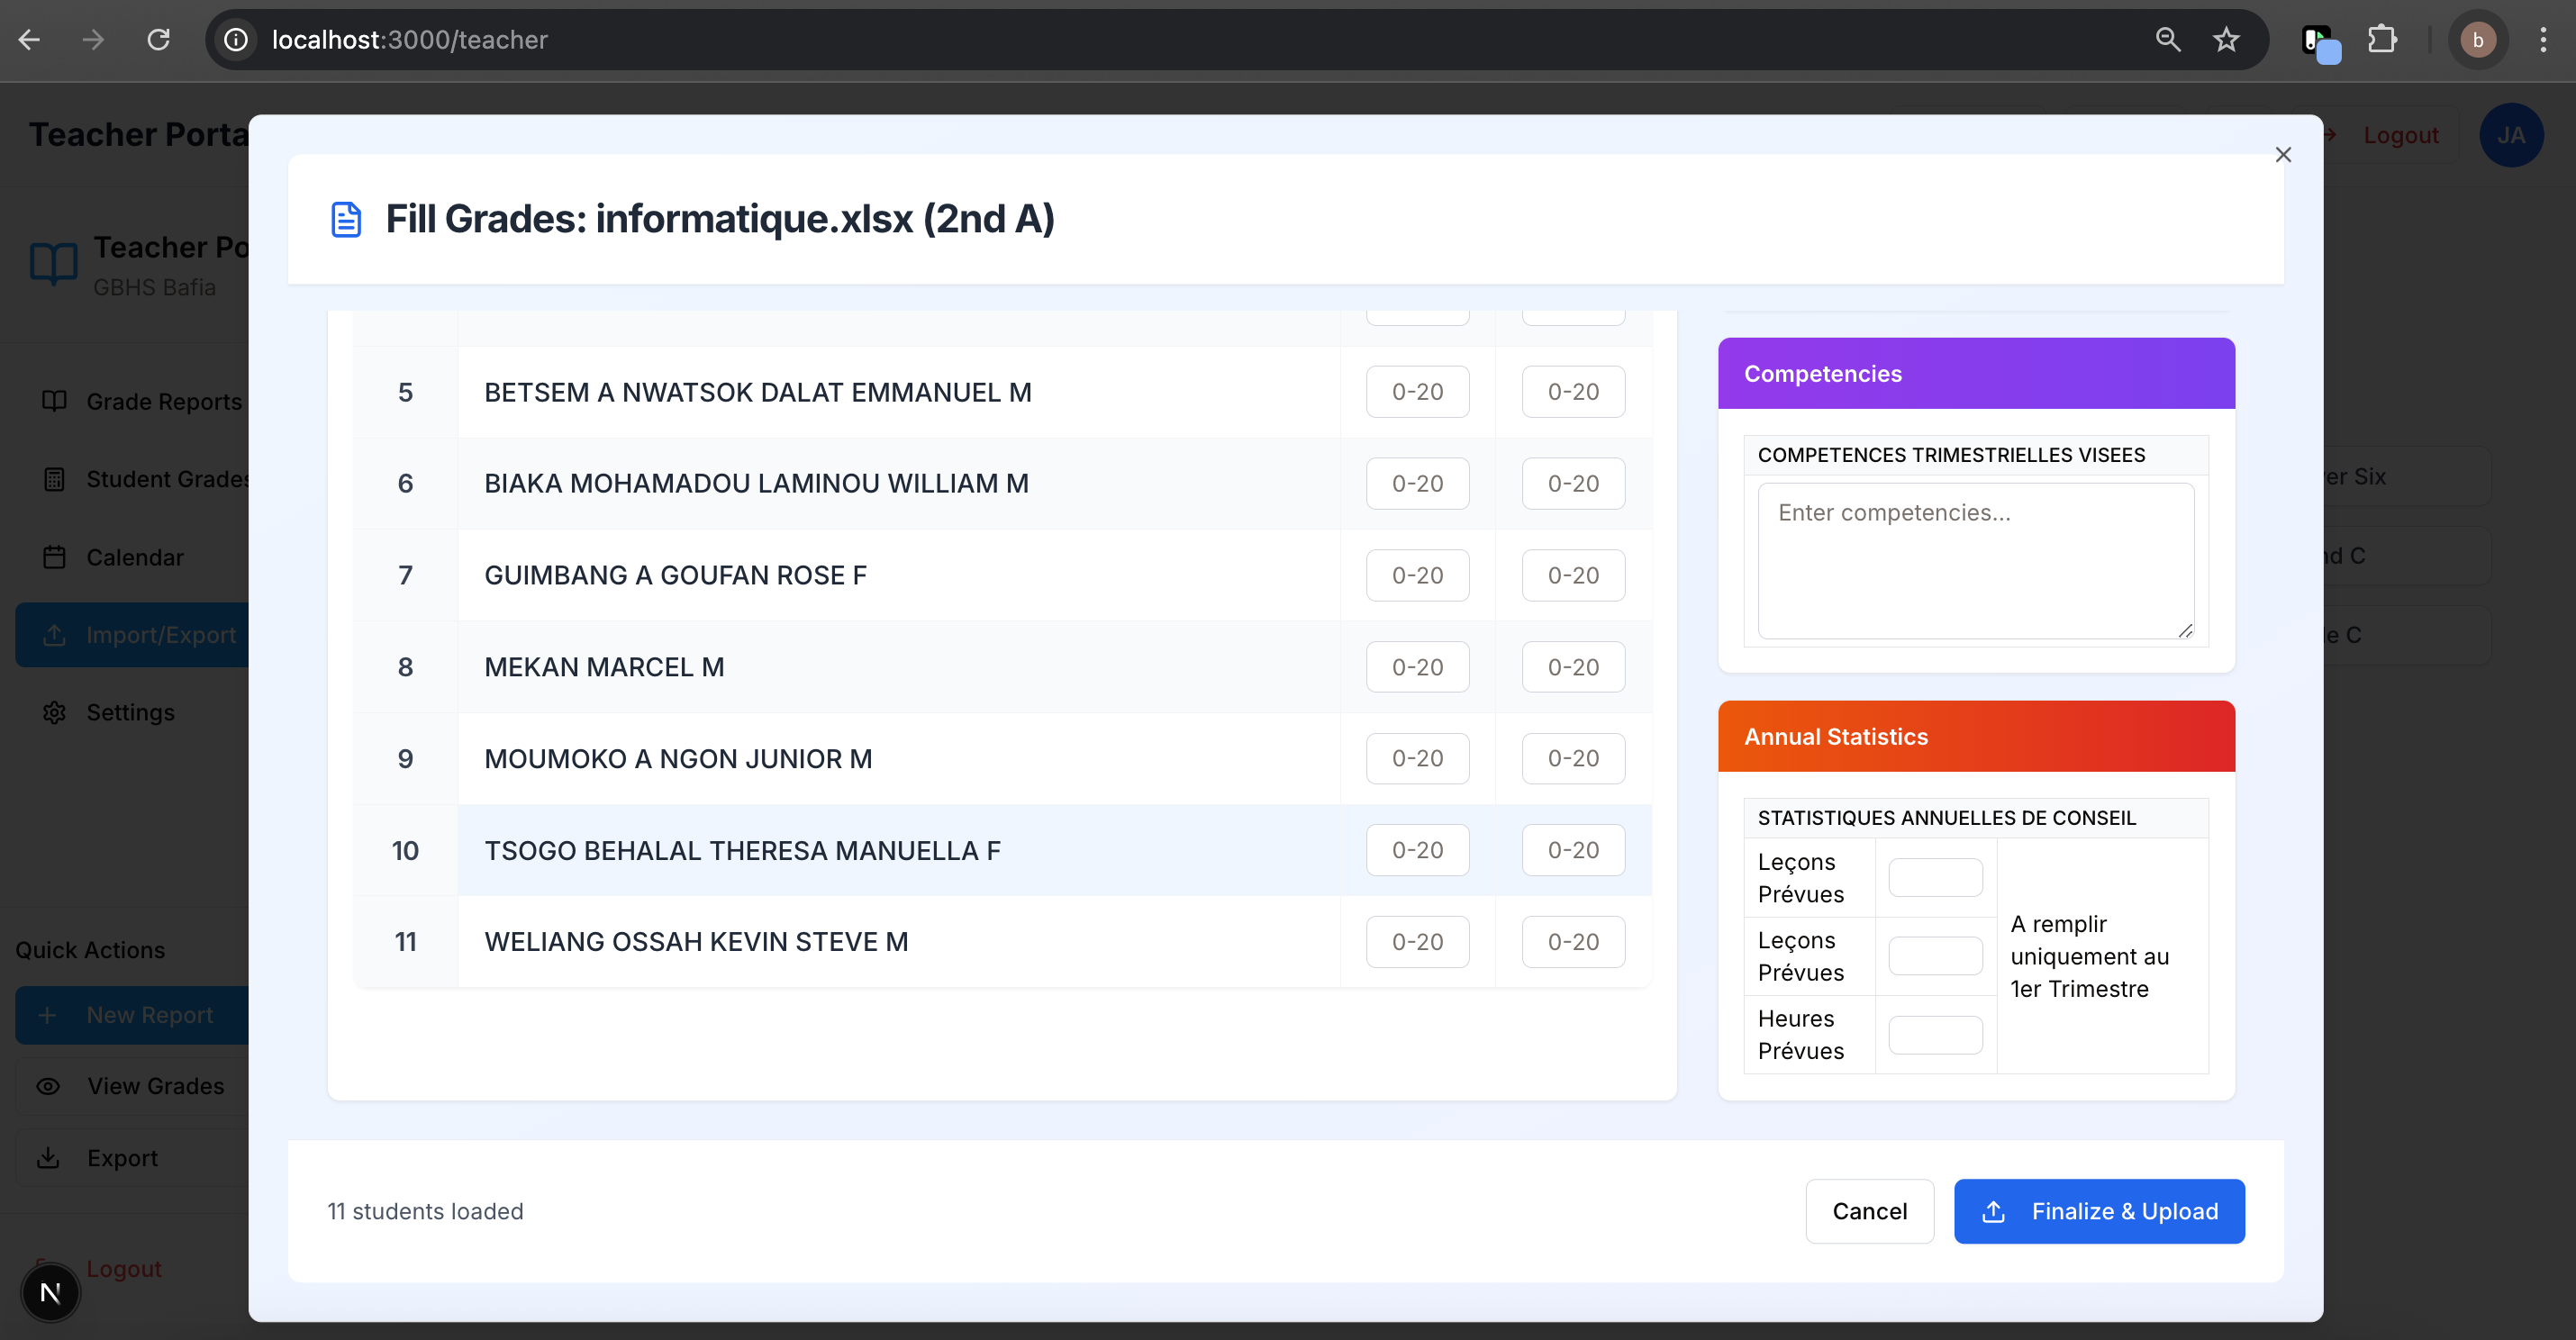 localhost:3000/teacher
b
Teacher Porta
Logout
JA
Teacher Po
GBHS Bafia
Grade Reports
Student Grades
Calendar
Import/Export
Settings
Quick Actions
New Report
View Grades
Export
Logout
N
Fill Grades: informatique.xlsx (2nd A)
5 BETSEM A NWATSOK DALAT EMMANUEL M 0-20 0-20
6 BIAKA MOHAMADOU LAMINOU WILLIAM M 0-20 0-20
7 GUIMBANG A GOUFAN ROSE F 0-20 0-20
8 MEKAN MARCEL M 0-20 0-20
9 MOUMOKO A NGON JUNIOR M 0-20 0-20
10 TSOGO BEHALAL THERESA MANUELLA F 0-20 0-20
11 WELIANG OSSAH KEVIN STEVE M 0-20 0-20
Competencies
COMPETENCES TRIMESTRIELLES VISEES
Enter competencies...
Annual Statistics
STATISTIQUES ANNUELLES DE CONSEIL
Leçons
Prévues
Leçons
Prévues
Heures
Prévues
A remplir
uniquement au
1er Trimestre
11 students loaded
Cancel
Finalize & Upload
er Six
d C
e C